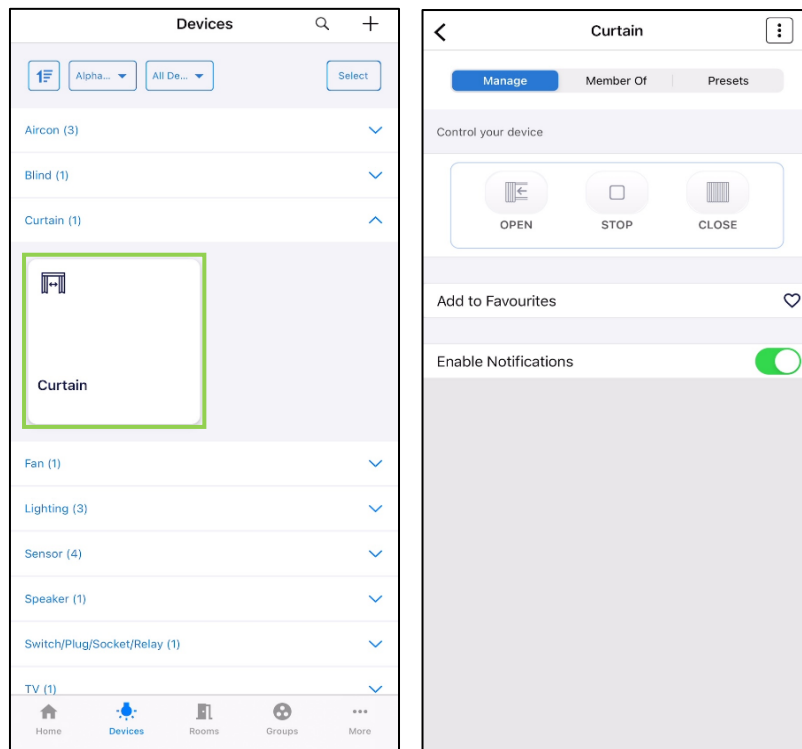 Devices
Alpha...
All De...
Select
Aircon (3)
Blind (1)
Curtain (1)
Curtain
Fan (1)
Lighting (3)
Sensor (4)
Speaker (1)
Switch/Plug/Socket/Relay (1)
TV (1)
Home Devices Rooms Groups More
Curtain
Manage Member Of Presets
Control your device
OPEN STOP CLOSE
Add to Favourites
Enable Notifications